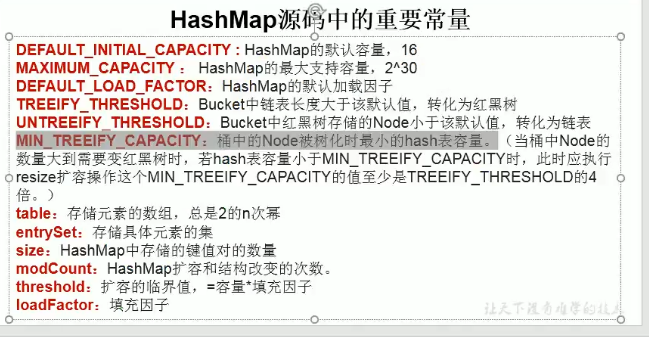 HashMap源码中的重要常量
DEFAULT_INITIAL_CAPACITY : HashMap的默认容量，16
MAXIMUM_CAPACITY ： HashMap的最大支持容量，2^30
DEFAULT_LOAD_FACTOR：HashMap的默认加载因子
TREEIFY_THRESHOLD：Bucket中链表长度大于该默认值，转化为红黑树
UNTREEIFY_THRESHOLD：Bucket中红黑树存储的Node小于该默认值，转化为链表
MIN_TREEIFY_CAPACITY：桶中的Node被树化时最小的hash表容量。（当桶中Node的
数量大到需要变红黑树时，若hash表容量小于MIN_TREEIFY_CAPACITY时，此时应执行
resize扩容操作这个MIN_TREEIFY_CAPACITY的值至少是TREEIFY_THRESHOLD的4
倍。）
table：存储元素的数组，总是2的n次幂
entrySet：存储具体元素的集
size：HashMap中存储的键值对的数量
modCount：HashMap扩容和结构改变的次数。
threshold：扩容的临界值，=容量*填充因子
loadFactor：填充因子
让天下没有难学的技术